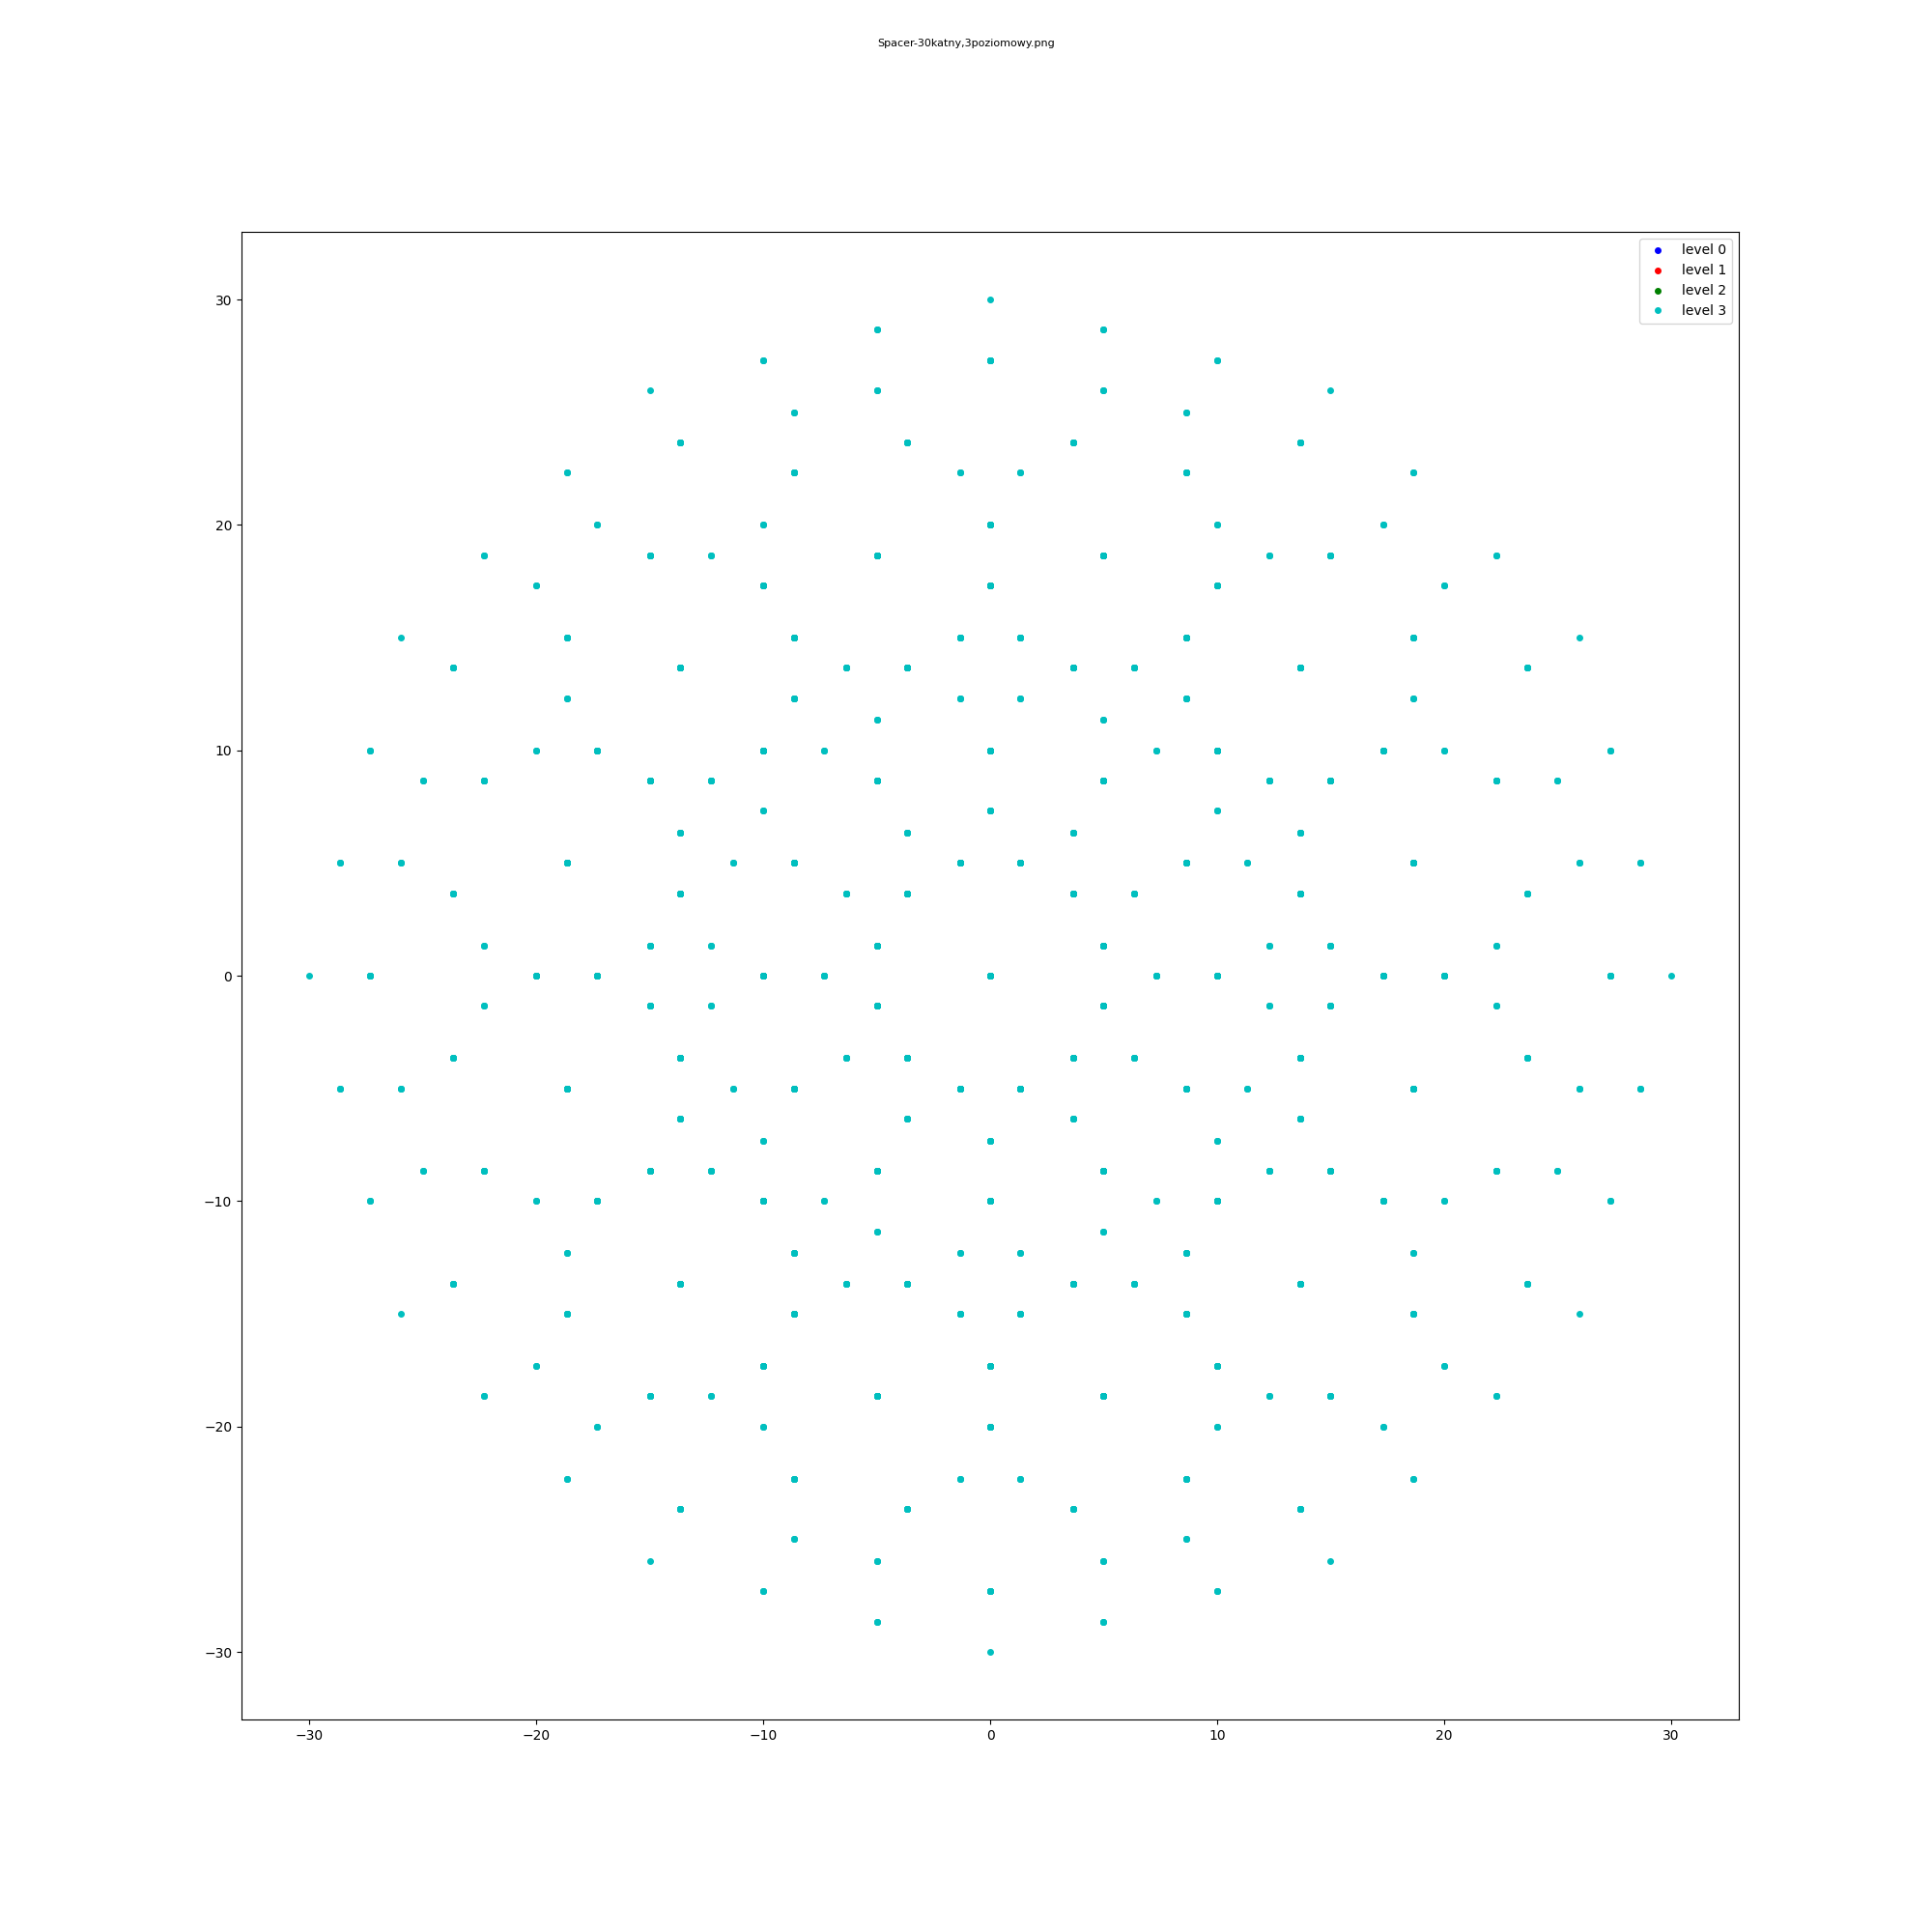 Spacer-30katny,3poziomowy.png
level 0
level 1
level 2
level 3
30
20
10
0
−10
−20
−30
−30 −20 −10 0 10 20 30